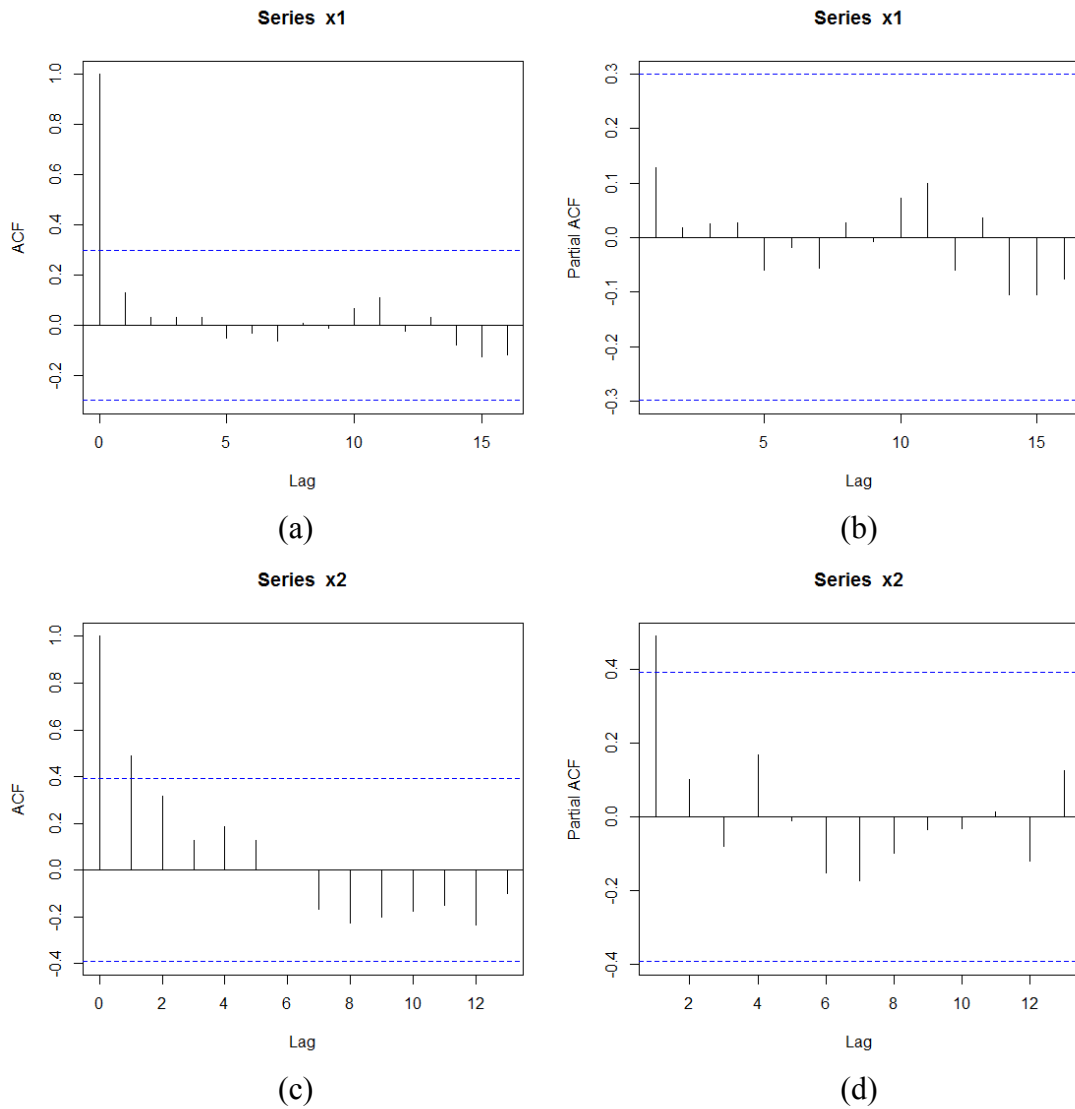 Series x1
ACF
1.0
0.8
0.6
0.4
0.2
0.0
-0.2
0 5 10 15
Lag
(a)
Series x1
Partial ACF
0.3
0.2
0.1
0.0
-0.1
-0.2
-0.3
5 10 15
Lag
(b)
Series x2
ACF
1.0
0.8
0.6
0.4
0.2
0.0
-0.2
-0.4
0 2 4 6 8 10 12
Lag
(c)
Series x2
Partial ACF
0.4
0.2
0.0
-0.2
-0.4
2 4 6 8 10 12
Lag
(d)